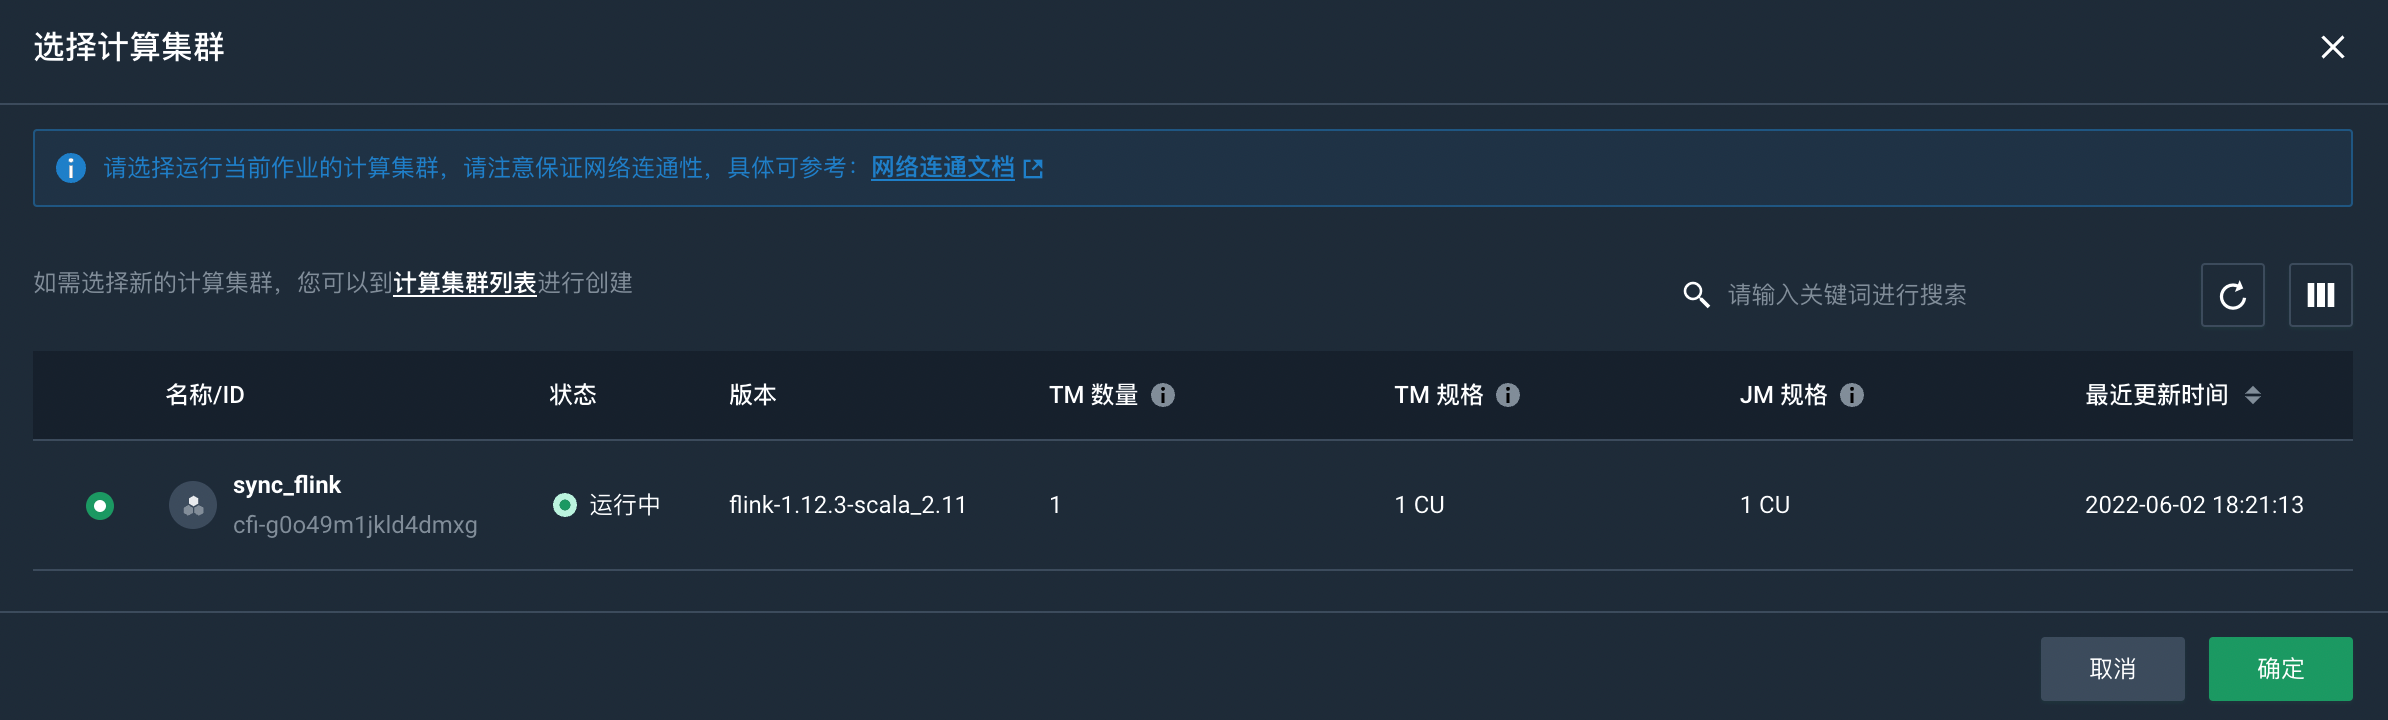 选择计算集群
请选择运行当前作业的计算集群，请注意保证网络连通性，具体可参考：网络连通文档
如需选择新的计算集群，您可以到计算集群列表进行创建
请输入关键词进行搜索
名称/ID 状态 版本 TM 数量 TM 规格 JM 规格 最近更新时间
sync_flink
cfi-g0o49m1jkld4dmxg
运行中 flink-1.12.3-scala_2.11 1 1 CU 1 CU 2022-06-02 18:21:13
取消 确定